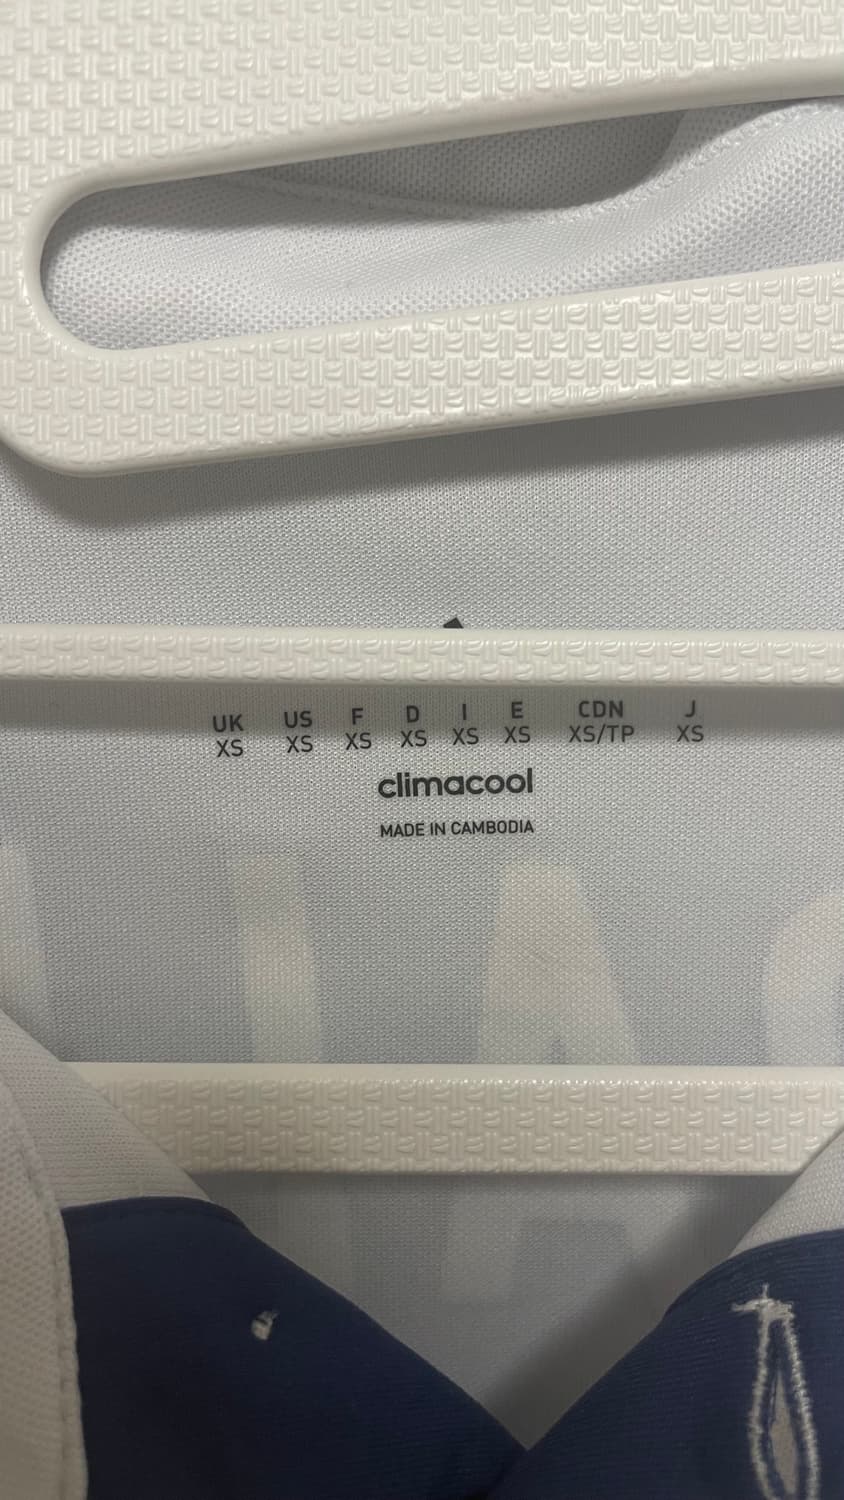 UK US F D I E CDN J
XS XS XS XS XS XS XS/TP XS
climacool
MADE IN CAMBODIA